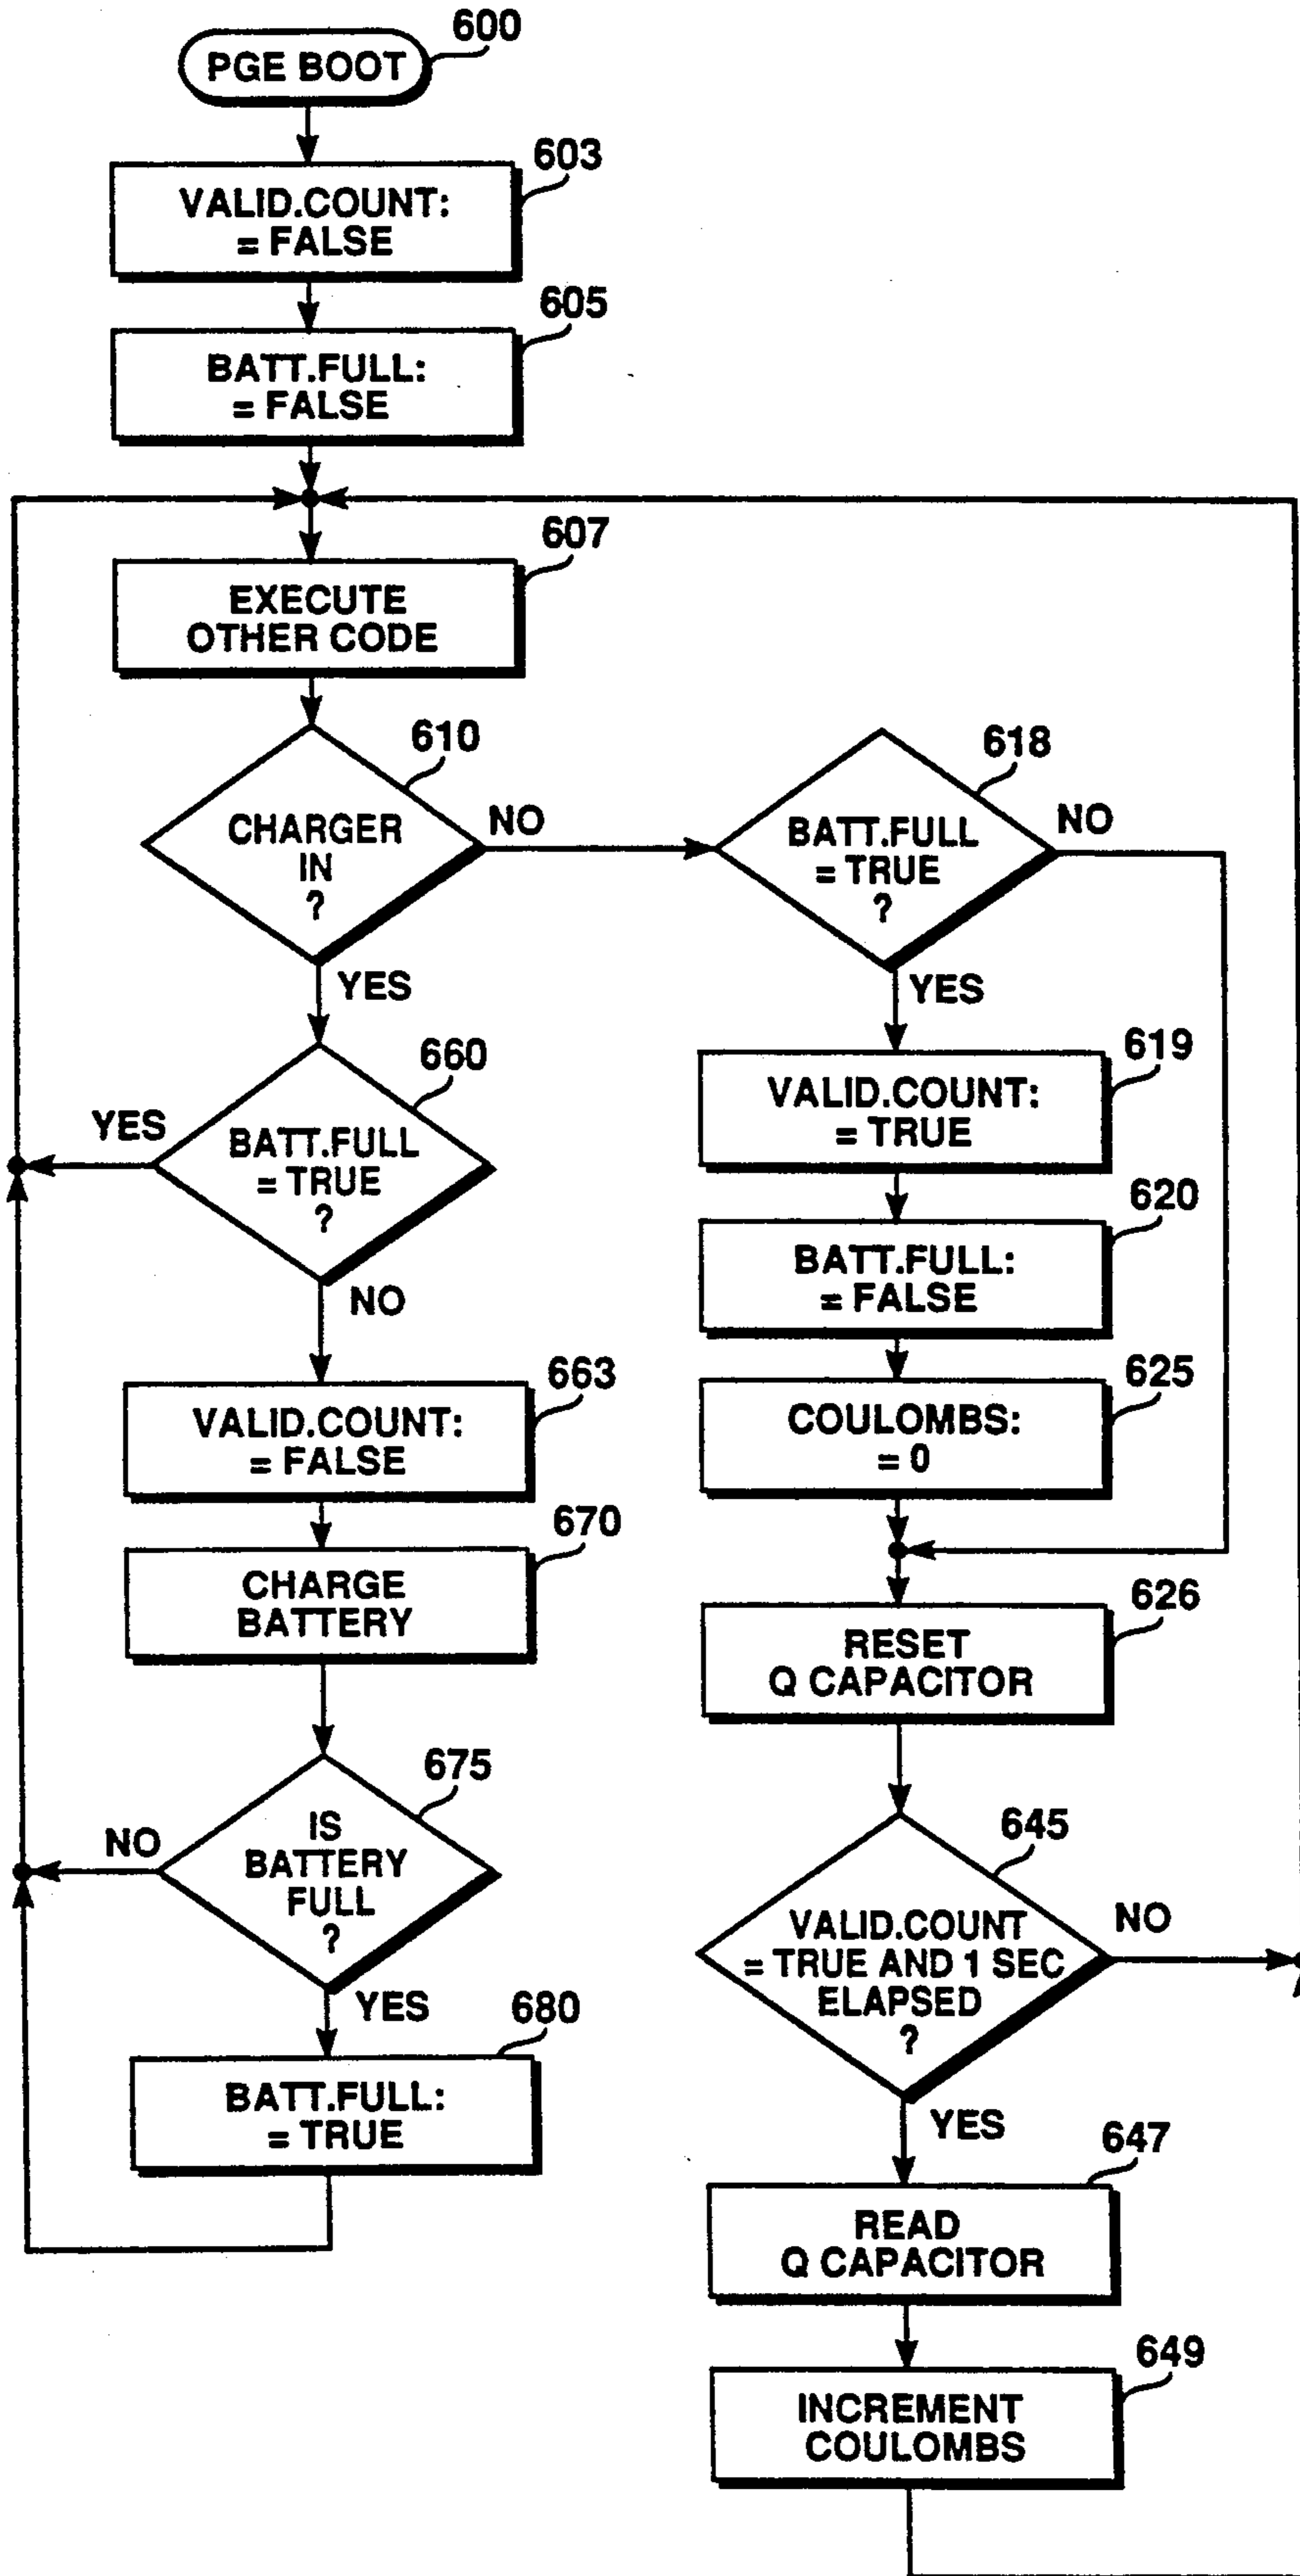 600
PGE BOOT
603
VALID.COUNT:
= FALSE
605
BATT.FULL:
= FALSE
607
EXECUTE
OTHER CODE
610
CHARGER
IN
?
NO
YES
618
BATT.FULL
= TRUE
?
NO
YES
660
BATT.FULL
= TRUE
?
YES
NO
619
VALID.COUNT:
= TRUE
620
BATT.FULL:
= FALSE
625
COULOMBS:
= 0
663
VALID.COUNT:
= FALSE
670
CHARGE
BATTERY
626
RESET
Q CAPACITOR
675
IS
BATTERY
FULL
?
NO
YES
645
VALID.COUNT
= TRUE AND 1 SEC
ELAPSED
?
NO
YES
680
BATT.FULL:
= TRUE
647
READ
Q CAPACITOR
649
INCREMENT
COULOMBS